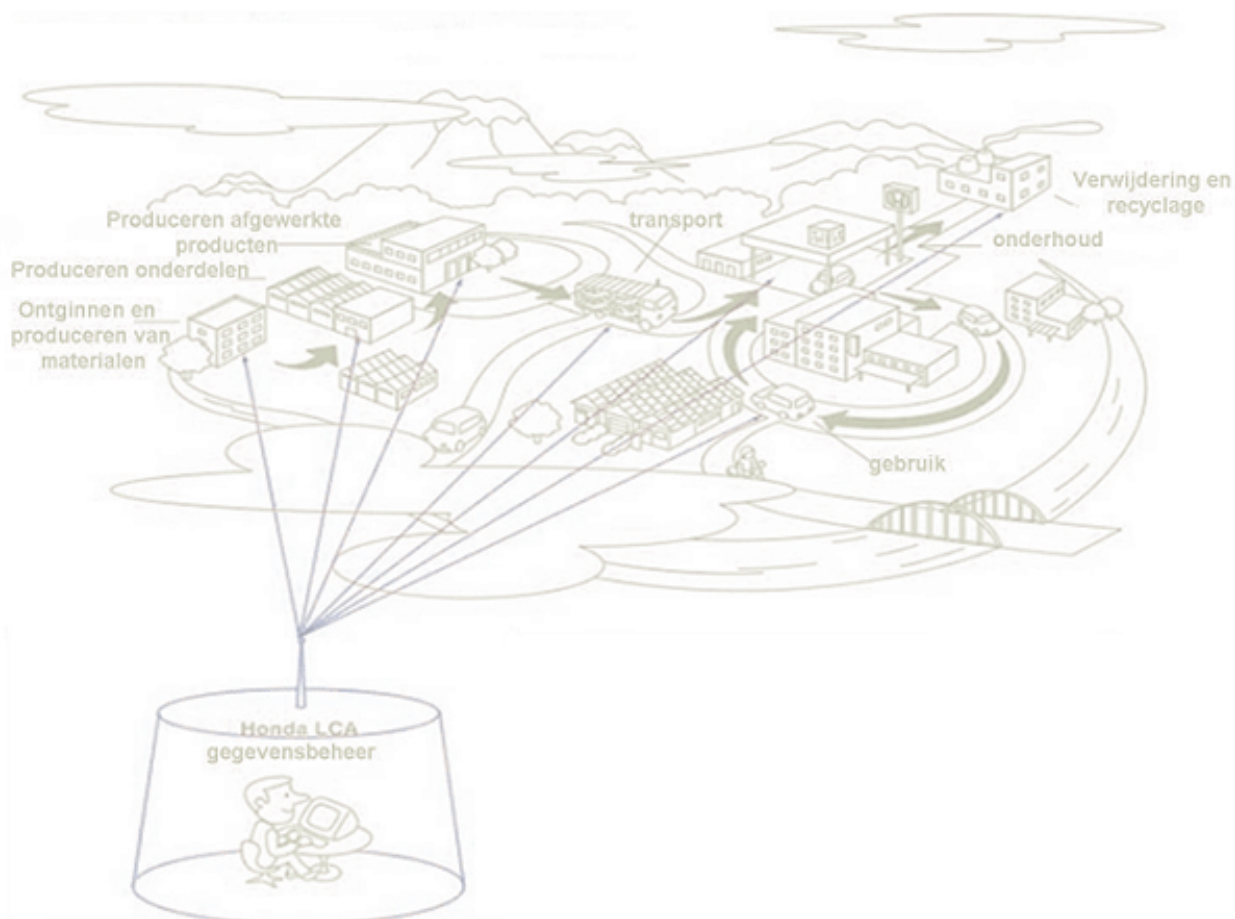 Produceren afgewerkte
producten
Produceren onderdelen
Ontginnen en
produceren van
materialen
transport
Verwijdering en
recyclage
onderhoud
gebruik
Honda LCA
gegevensbeheer